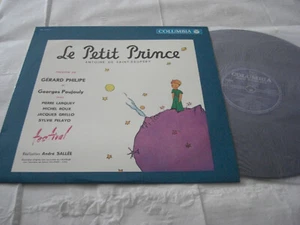 COLUMBIA
Le Petit Prince
ANTOINE DE SAINT-EXUPÉRY
GÉRARD PHILIPE
Georges Poujouly
PIERRE LARQUEY
MICHEL ROUX
JACQUES GRELLO
SYLVIE PELAYO
festival
Réalisation André SALLÉE